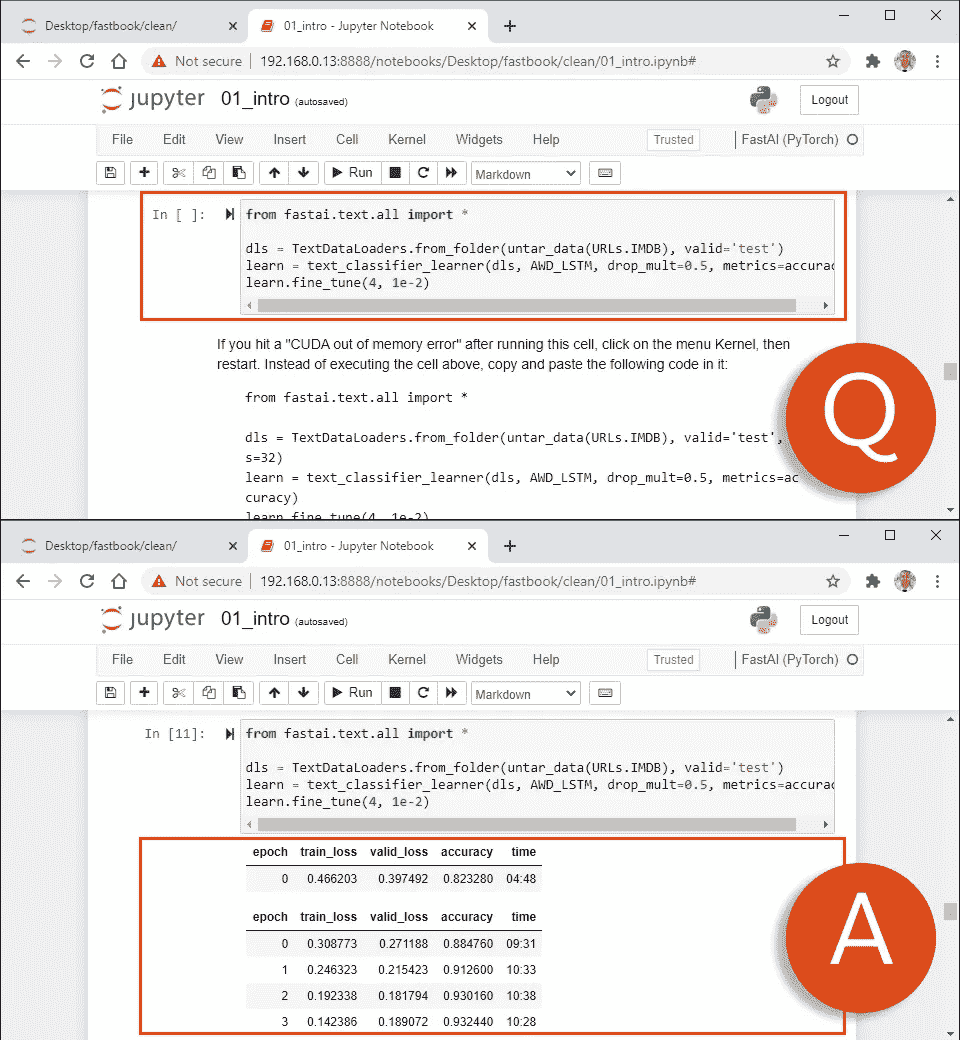 Desktop/fastbook/clean/
01_intro - Jupyter Notebook
Not secure | 192.168.0.13:8888/notebooks/Desktop/fastbook/clean/01_intro.ipynb#
jupyter 01_intro (autosaved)
Logout
File Edit View Insert Cell Kernel Widgets Help Trusted FastAI (PyTorch)
Run Markdown
In [ ]: from fastai.text.all import *
dls = TextDataLoaders.from_folder(untar_data(URLs.IMDB), valid='test')
learn = text_classifier_learner(dls, AWD_LSTM, drop_mult=0.5, metrics=accurac
learn.fine_tune(4, 1e-2)
If you hit a "CUDA out of memory error" after running this cell, click on the menu Kernel, then
restart. Instead of executing the cell above, copy and paste the following code in it:
from fastai.text.all import *
dls = TextDataLoaders.from_folder(untar_data(URLs.IMDB), valid='test',
s=32)
learn = text_classifier_learner(dls, AWD_LSTM, drop_mult=0.5, metrics=ac
curacy)
learn.fine_tune(4, 1e-2)
Q
Desktop/fastbook/clean/
01_intro - Jupyter Notebook
Not secure | 192.168.0.13:8888/notebooks/Desktop/fastbook/clean/01_intro.ipynb#
jupyter 01_intro (autosaved)
Logout
File Edit View Insert Cell Kernel Widgets Help Trusted FastAI (PyTorch)
Run Markdown
In [11]: from fastai.text.all import *
dls = TextDataLoaders.from_folder(untar_data(URLs.IMDB), valid='test')
learn = text_classifier_learner(dls, AWD_LSTM, drop_mult=0.5, metrics=accurac
learn.fine_tune(4, 1e-2)
epoch train_loss valid_loss accuracy time
0 0.466203 0.397492 0.823280 04:48
epoch train_loss valid_loss accuracy time
0 0.308773 0.271188 0.884760 09:31
1 0.246323 0.215423 0.912600 10:33
2 0.192338 0.181794 0.930160 10:38
3 0.142386 0.189072 0.932440 10:28
A